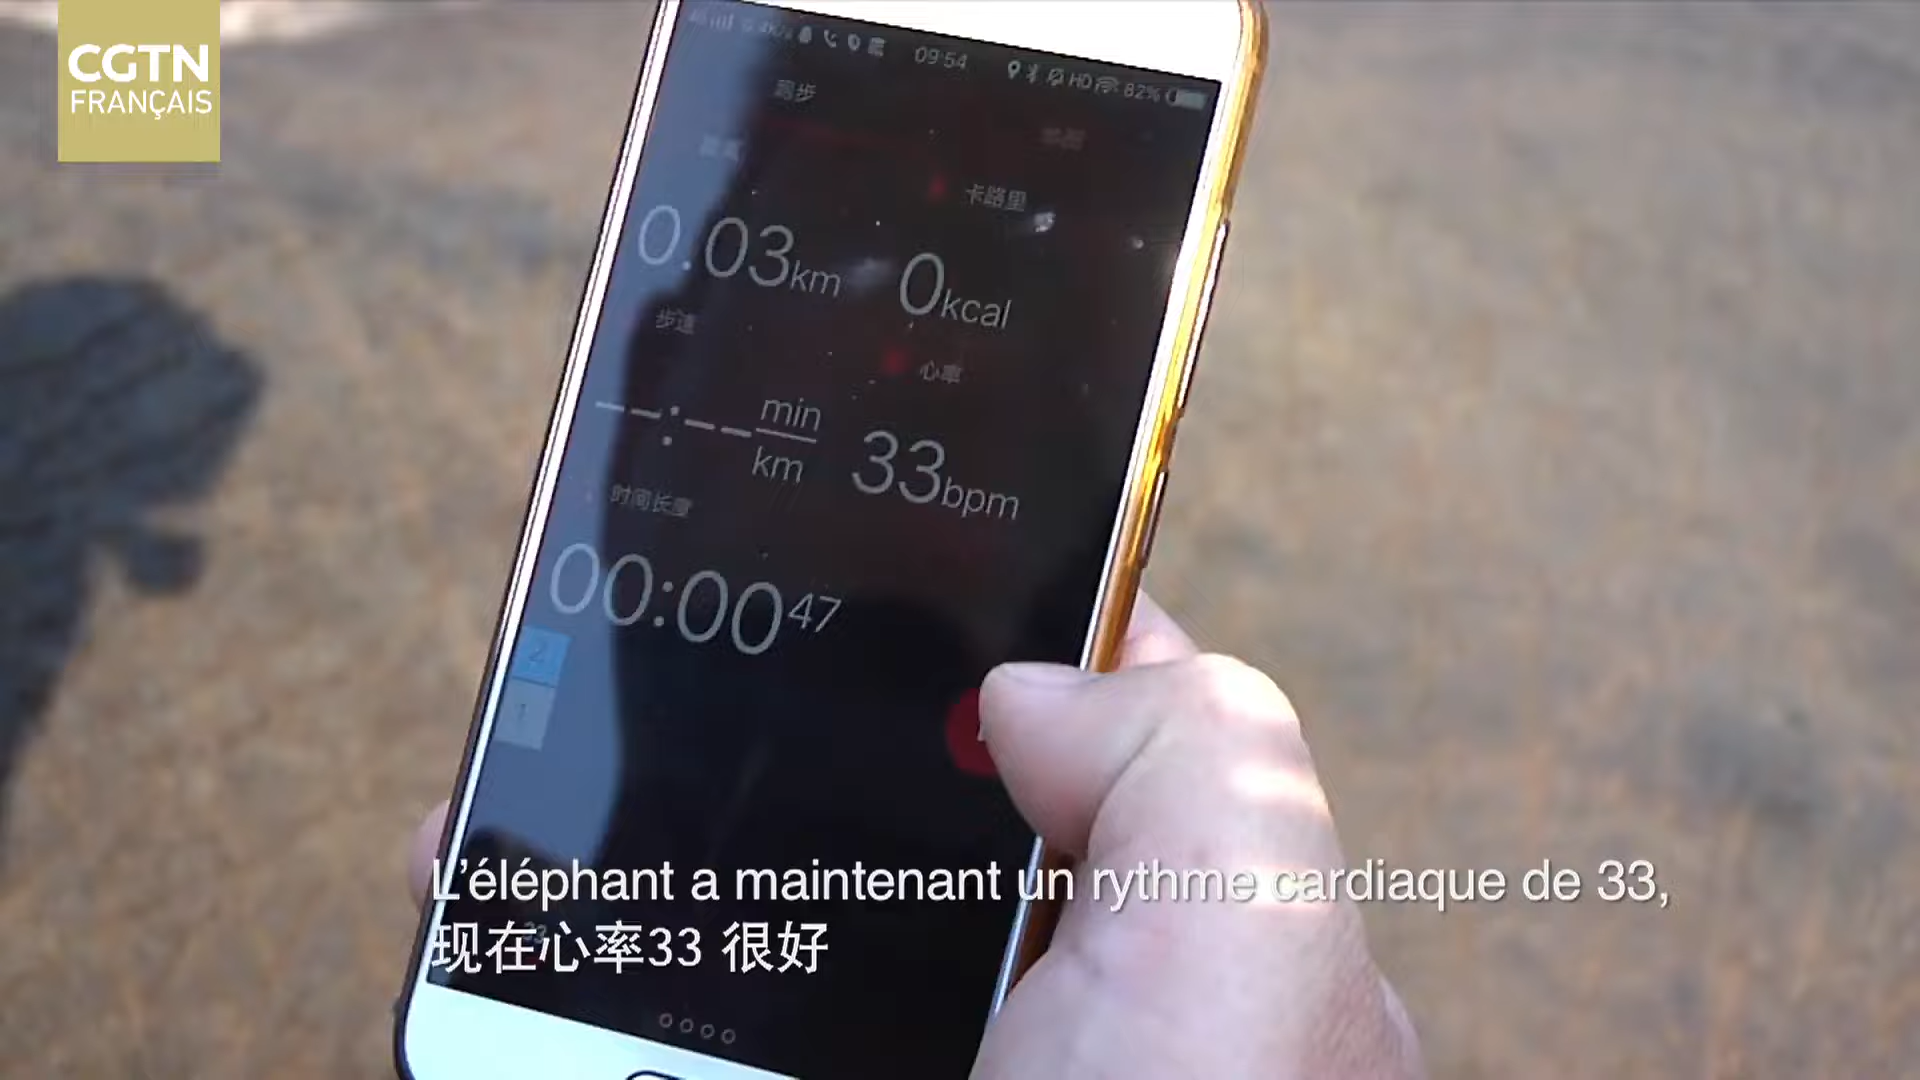 CGTN
FRANÇAIS
09:54
HD 82%
跑步
卡路里
0.03km
0kcal
步速
心率
--:-- min/km
33bpm
时间长度
00:00 47
2
1
L'éléphant a maintenant un rythme cardiaque de 33,
现在心率33 很好